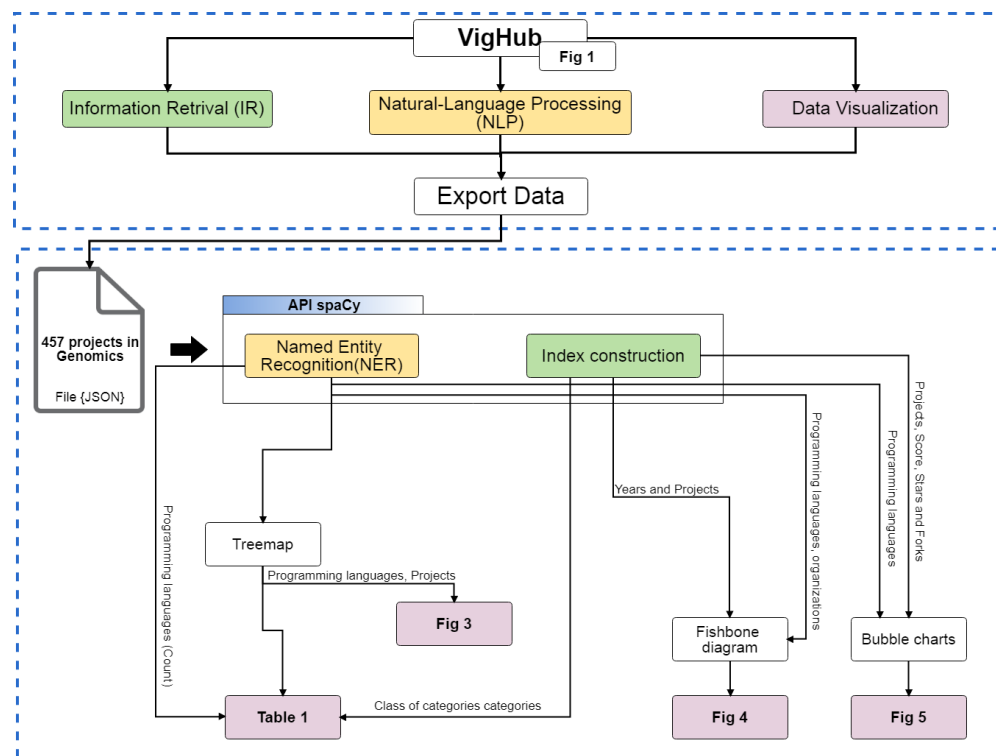 VigHub
Fig 1
Information Retrival (IR)
Natural-Language Processing
(NLP)
Data Visualization
Export Data
457 projects in
Genomics
File {JSON}
API spaCy
Named Entity
Recognition(NER)
Index construction
Projects, Score, Stars and Forks
Programming languages
Programming languages, organizations
Years and Projects
Programming languages (Count)
Treemap
Programming languages, Projects
Fig 3
Fishbone
diagram
Bubble charts
Class of categories categories
Table 1
Fig 4
Fig 5